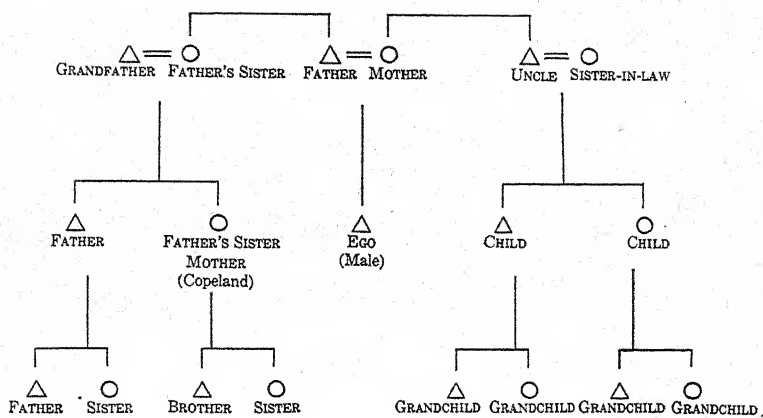 GRANDFATHER FATHER'S SISTER FATHER MOTHER UNCLE SISTER-IN-LAW
FATHER FATHER'S SISTER EGO CHILD CHILD
MOTHER (Male)
(Copeland)
FATHER SISTER BROTHER SISTER GRANDCHILD GRANDCHILD GRANDCHILD GRANDCHILD